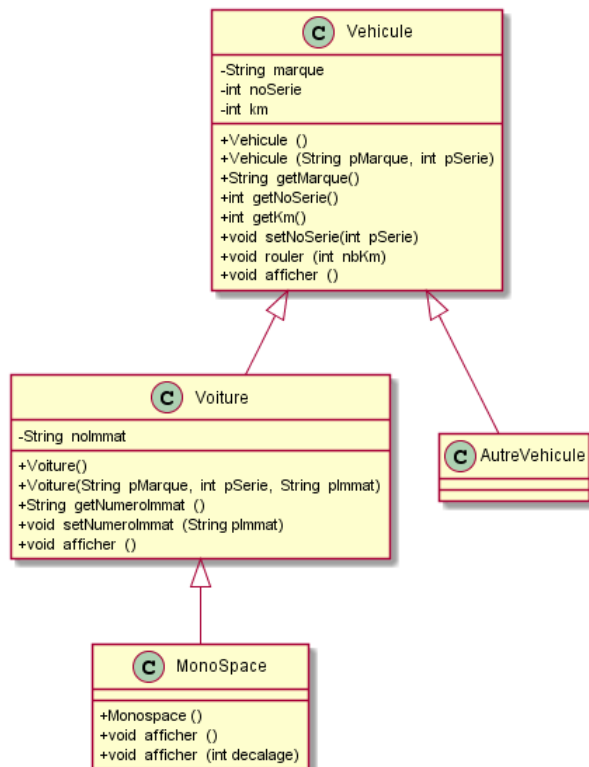 C Vehicule
-String marque
-int noSerie
-int km
+Vehicule ()
+Vehicule (String pMarque, int pSerie)
+String getMarque()
+int getNoSerie()
+int getKm()
+void setNoSerie(int pSerie)
+void rouler (int nbKm)
+void afficher ()
C Voiture
-String noImmat
+Voiture()
+Voiture(String pMarque, int pSerie, String pImmat)
+String getNumeroImmat ()
+void setNumeroImmat (String pImmat)
+void afficher ()
C AutreVehicule
C MonoSpace
+Monospace ()
+void afficher ()
+void afficher (int decalage)